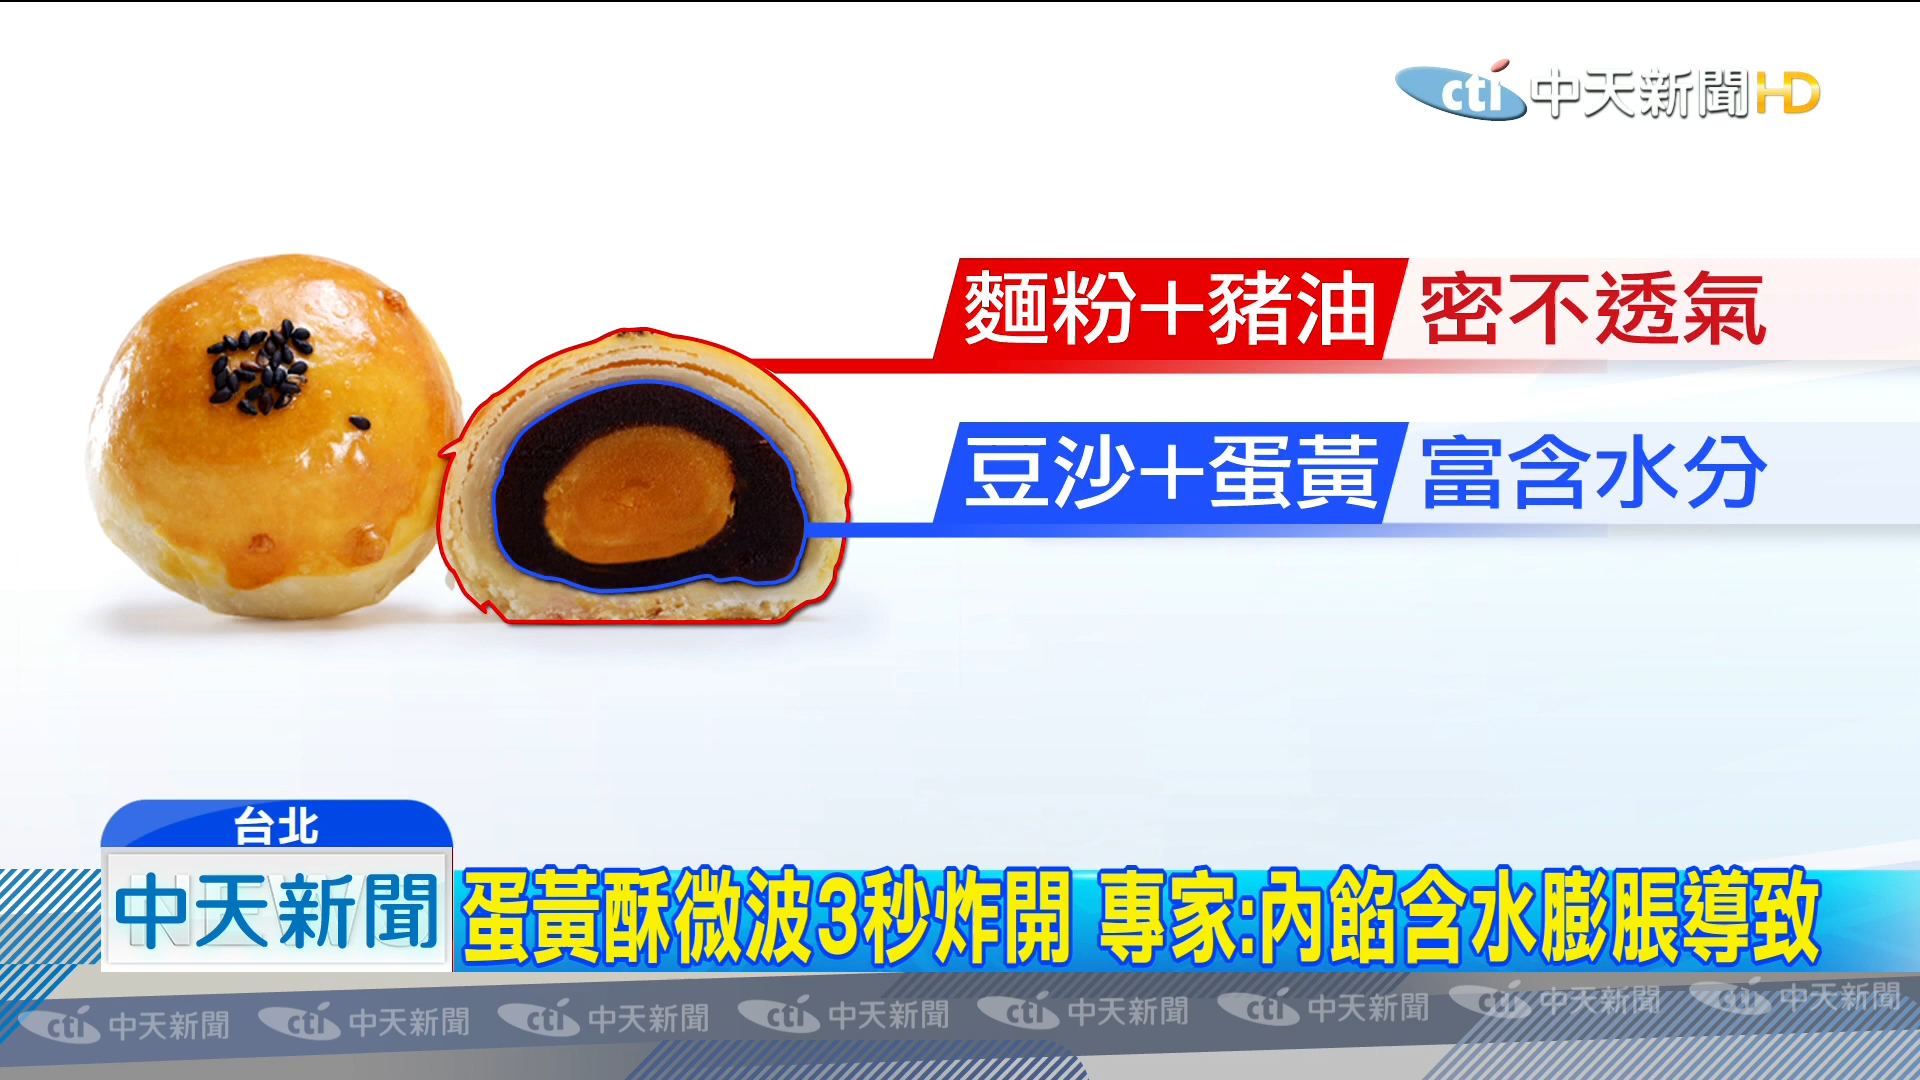 cti 中天新聞HD
麵粉+豬油 密不透氣
豆沙+蛋黃 富含水分
台北
中天新聞
蛋黃酥微波3秒炸開 專家:內餡含水膨脹導致
cti 中天新聞 cti 中天新聞 cti 中天新聞 cti 中天新聞 cti 中天新聞 cti 中天新聞 cti 中天新聞 cti 中天新聞